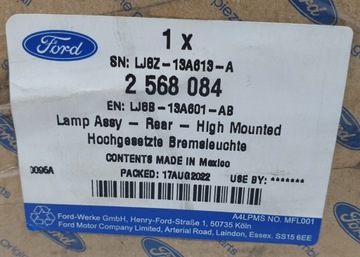 Ford
1 x
SN: LJ8Z-13A613-A
2 568 084
EN: LJ8B-13A601-AB
Lamp Assy - Rear - High Mounted
Hochgesetzte Bremsleuchte
CONTENTS MADE IN Mexico
3095A
PACKED: 17AUG2022 USE BY: *******
A4LPMS NO. MFL001
Ford-Werke GmbH, Henry-Ford-Straße 1, 50735 Köln
Ford Motor Company Limited, Arterial Road, Laindon, Essex. SS15 6EE